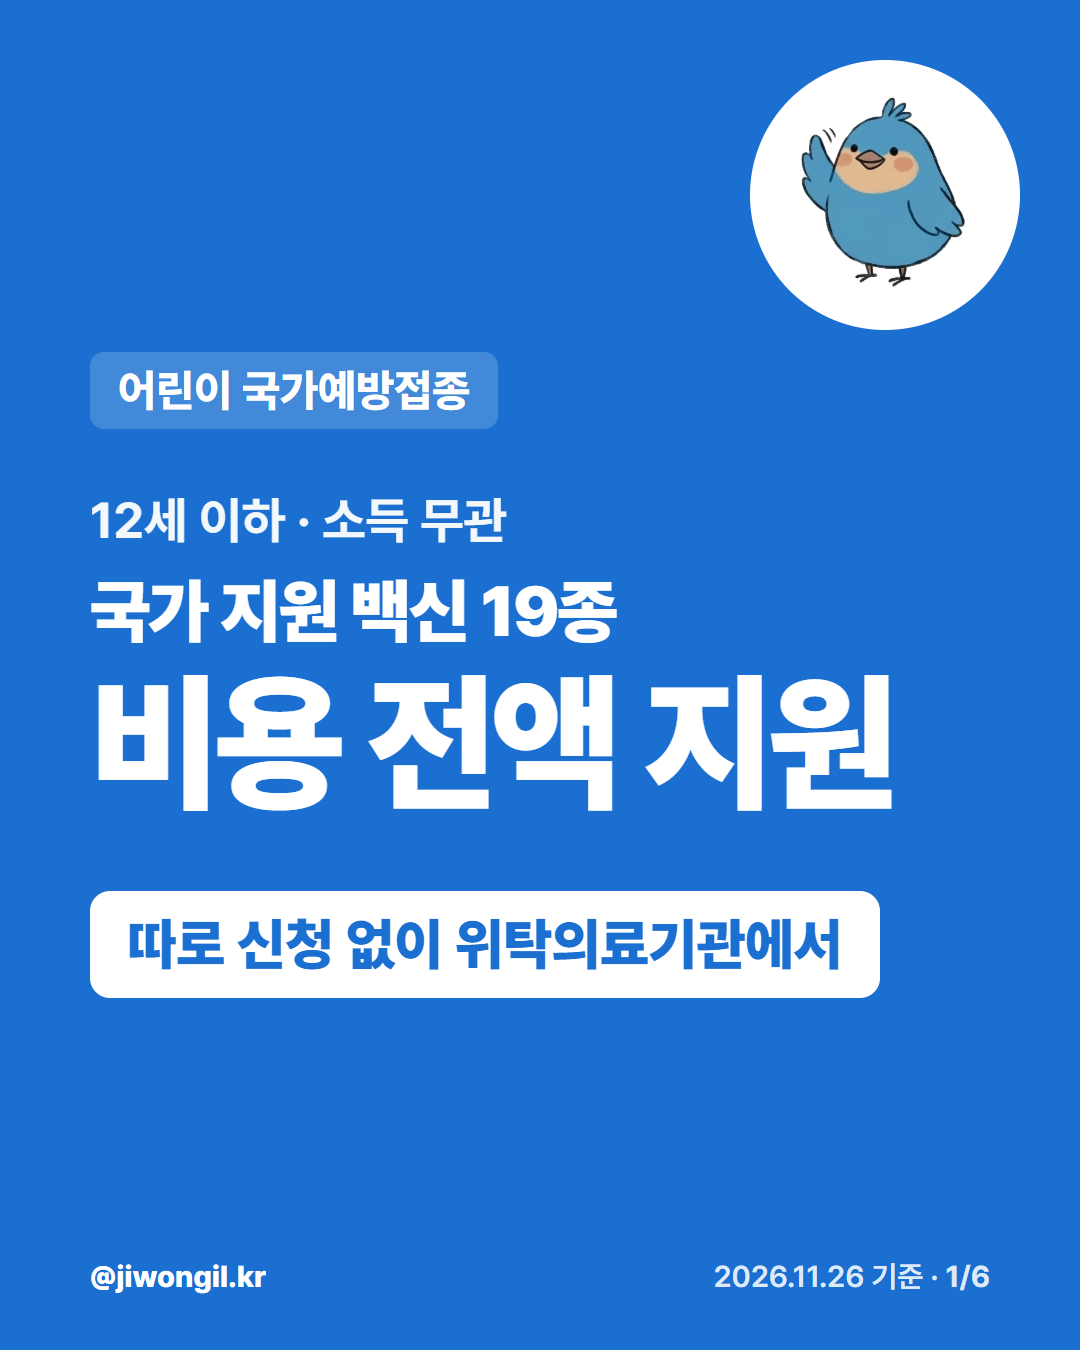 어린이 국가예방접종
12세 이하 · 소득 무관
국가 지원 백신 19종
비용 전액 지원
따로 신청 없이 위탁의료기관에서
@jiwongil.kr
2026.11.26 기준 · 1/6